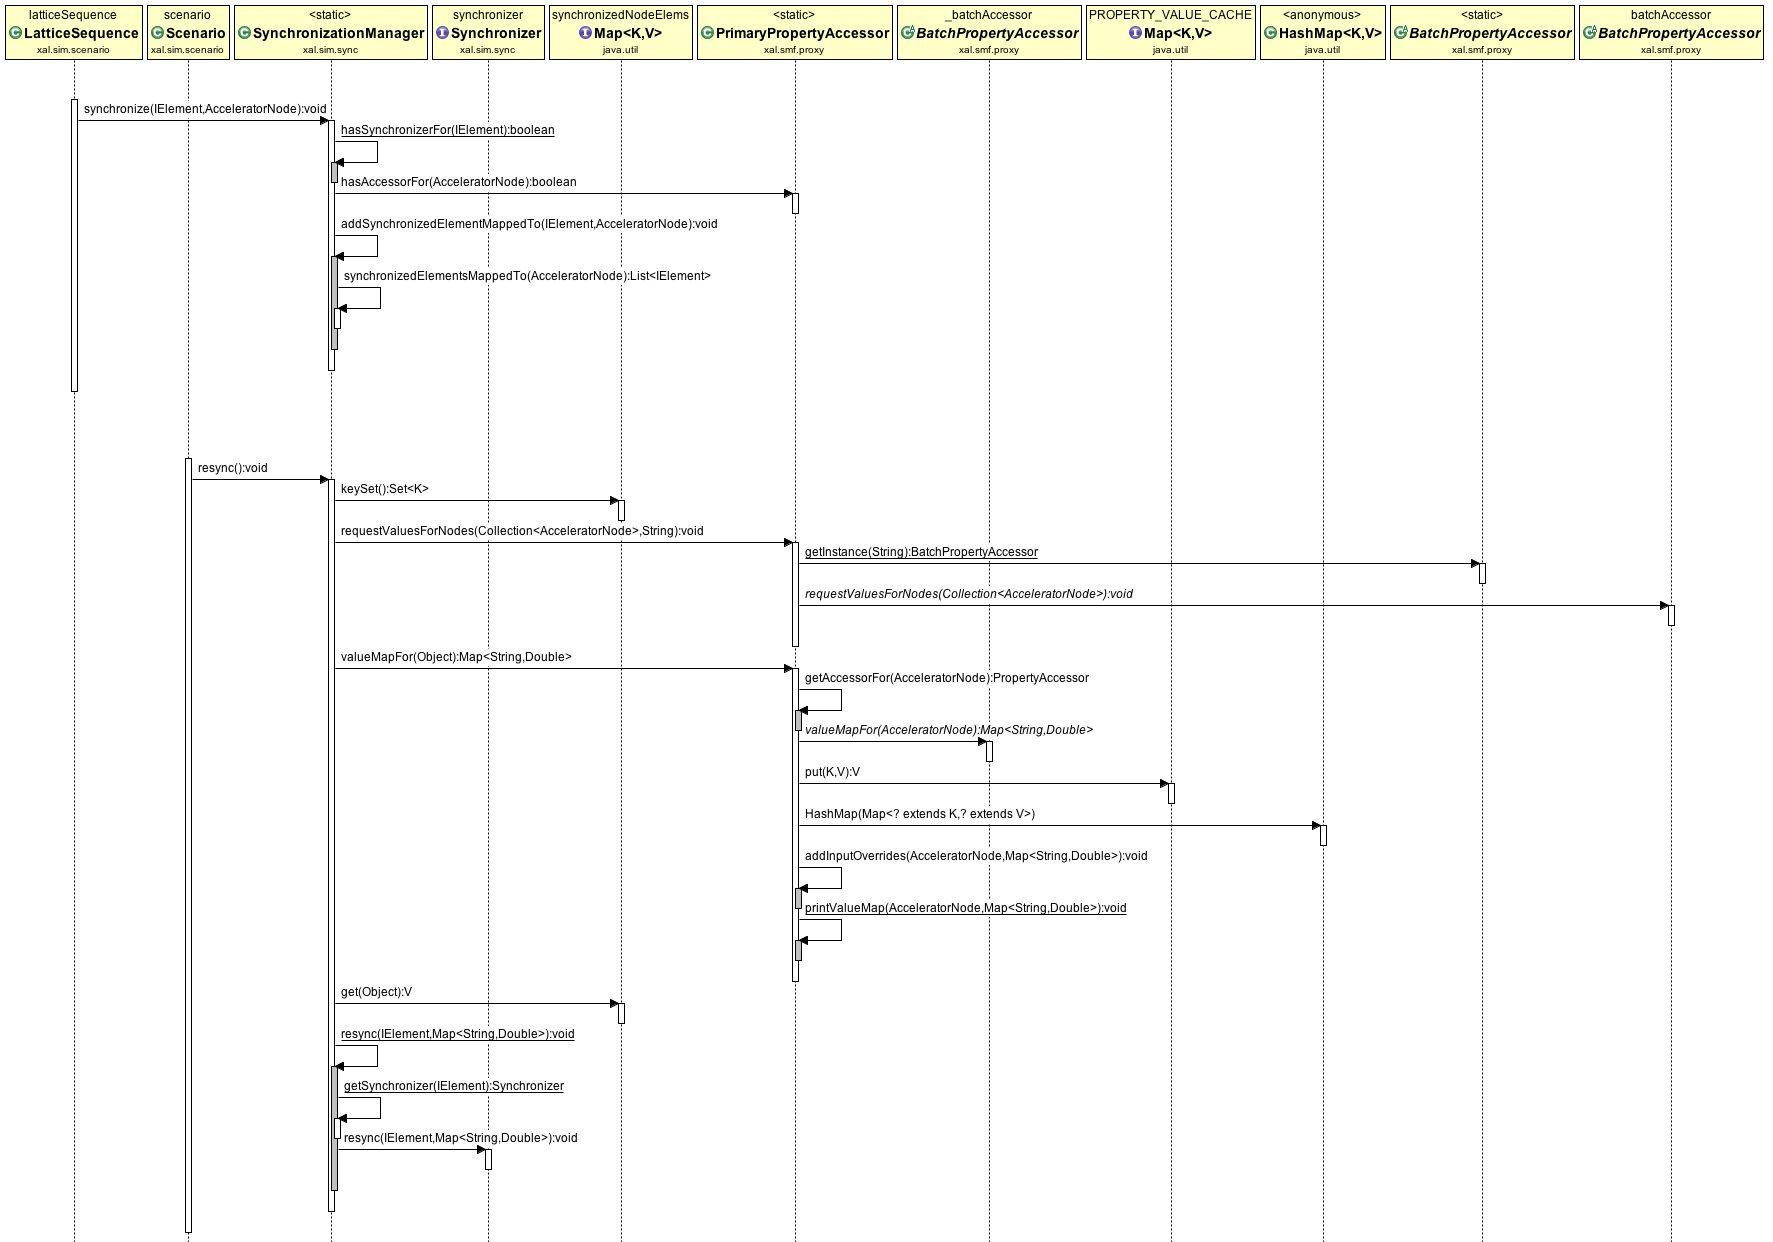 latticeSequence
LatticeSequence
xal.sim.scenario
scenario
Scenario
xal.sim.scenario
<static>
SynchronizationManager
xal.sim.sync
synchronizer
Synchronizer
xal.sim.sync
synchronizedNodeElems
Map<K,V>
java.util
<static>
PrimaryPropertyAccessor
xal.smf.proxy
_batchAccessor
BatchPropertyAccessor
xal.smf.proxy
PROPERTY_VALUE_CACHE
Map<K,V>
java.util
<anonymous>
HashMap<K,V>
java.util
<static>
BatchPropertyAccessor
xal.smf.proxy
batchAccessor
BatchPropertyAccessor
xal.smf.proxy
synchronize(IElement,AcceleratorNode):void
hasSynchronizerFor(IElement):boolean
hasAccessorFor(AcceleratorNode):boolean
addSynchronizedElementMappedTo(IElement,AcceleratorNode):void
synchronizedElementsMappedTo(AcceleratorNode):List<IElement>
resync():void
keySet():Set<K>
requestValuesForNodes(Collection<AcceleratorNode>,String):void
getInstance(String):BatchPropertyAccessor
requestValuesForNodes(Collection<AcceleratorNode>):void
valueMapFor(Object):Map<String,Double>
getAccessorFor(AcceleratorNode):PropertyAccessor
valueMapFor(AcceleratorNode):Map<String,Double>
put(K,V):V
HashMap(Map<? extends K,? extends V>)
addInputOverrides(AcceleratorNode,Map<String,Double>):void
printValueMap(AcceleratorNode,Map<String,Double>):void
get(Object):V
resync(IElement,Map<String,Double>):void
getSynchronizer(IElement):Synchronizer
resync(IElement,Map<String,Double>):void